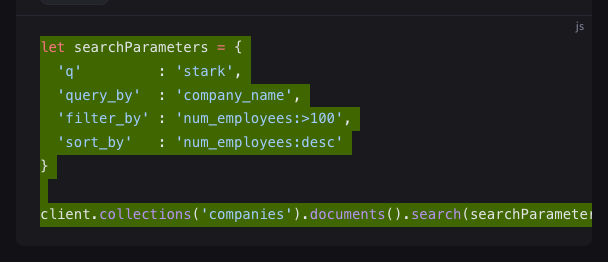 js
let searchParameters = {
  'q'         : 'stark',
  'query_by'  : 'company_name',
  'filter_by' : 'num_employees:>100',
  'sort_by'   : 'num_employees:desc'
}
client.collections('companies').documents().search(searchParameter